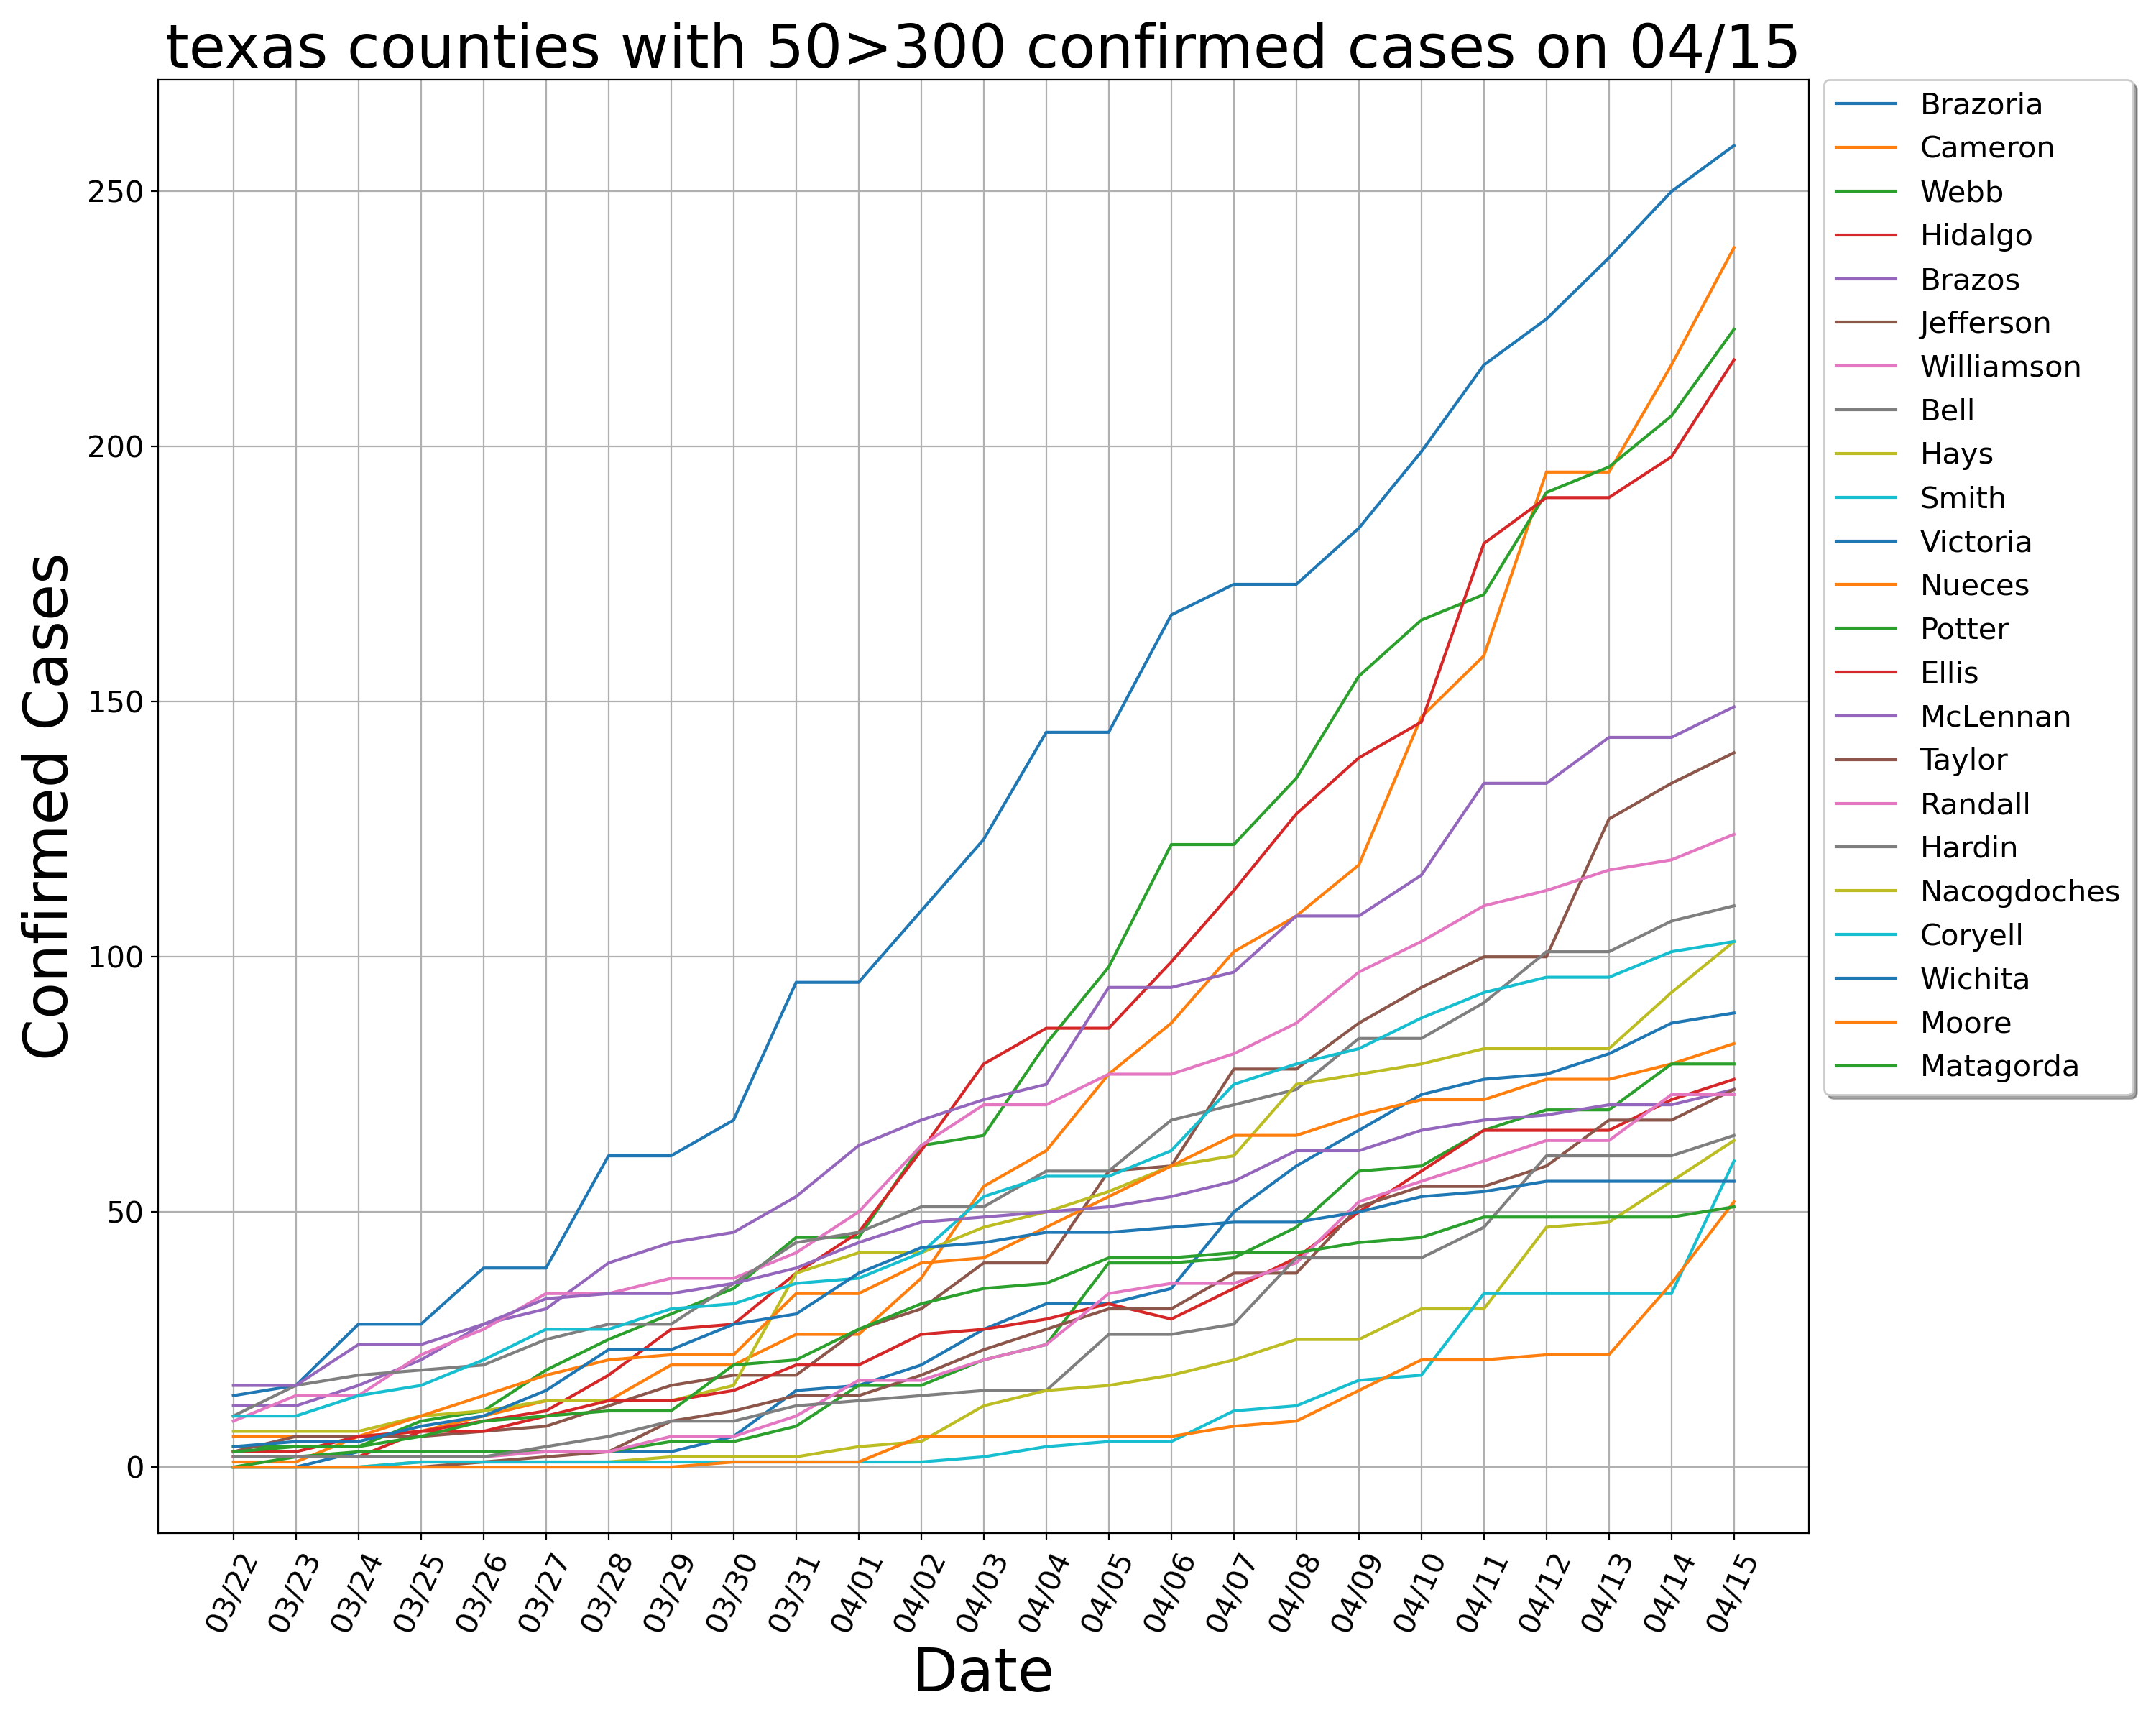 texas counties with 50>300 confirmed cases on 04/15
Confirmed Cases
250
200
150
100
50
0
03/22
03/23
03/24
03/25
03/26
03/27
03/28
03/29
03/30
03/31
04/01
04/02
04/03
04/04
04/05
04/06
04/07
04/08
04/09
04/10
04/11
04/12
04/13
04/14
04/15
Date
Brazoria
Cameron
Webb
Hidalgo
Brazos
Jefferson
Williamson
Bell
Hays
Smith
Victoria
Nueces
Potter
Ellis
McLennan
Taylor
Randall
Hardin
Nacogdoches
Coryell
Wichita
Moore
Matagorda